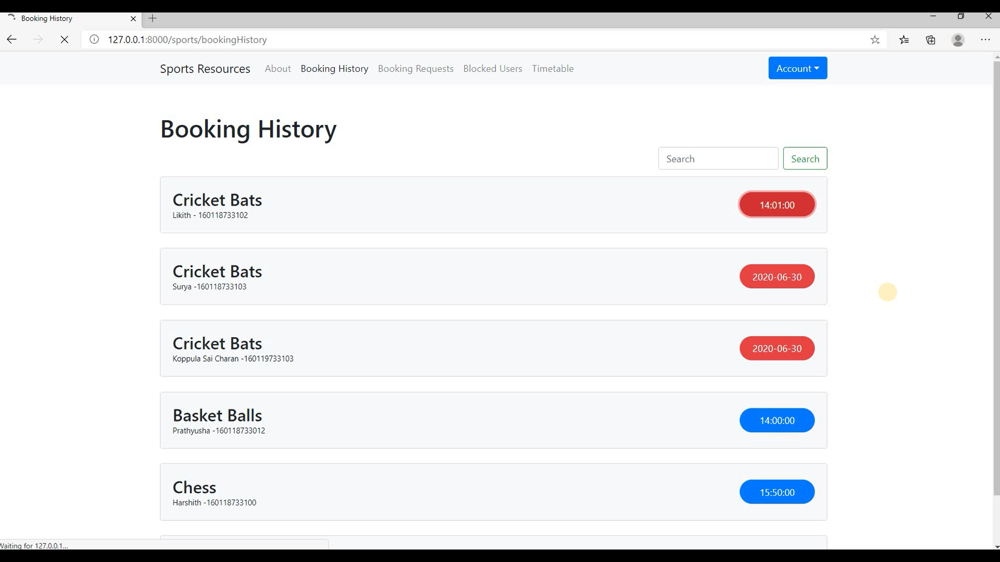 Booking History
127.0.0.1:8000/sports/bookingHistory
Sports Resources About Booking History Booking Requests Blocked Users Timetable Account
Booking History
Search Search
Cricket Bats
Likith - 160118733102
14:01:00
Cricket Bats
Surya -160118733103
2020-06-30
Cricket Bats
Koppula Sai Charan -160119733103
2020-06-30
Basket Balls
Prathyusha -160118733012
14:00:00
Chess
Harshith -160118733100
15:50:00
Waiting for 127.0.0.1...